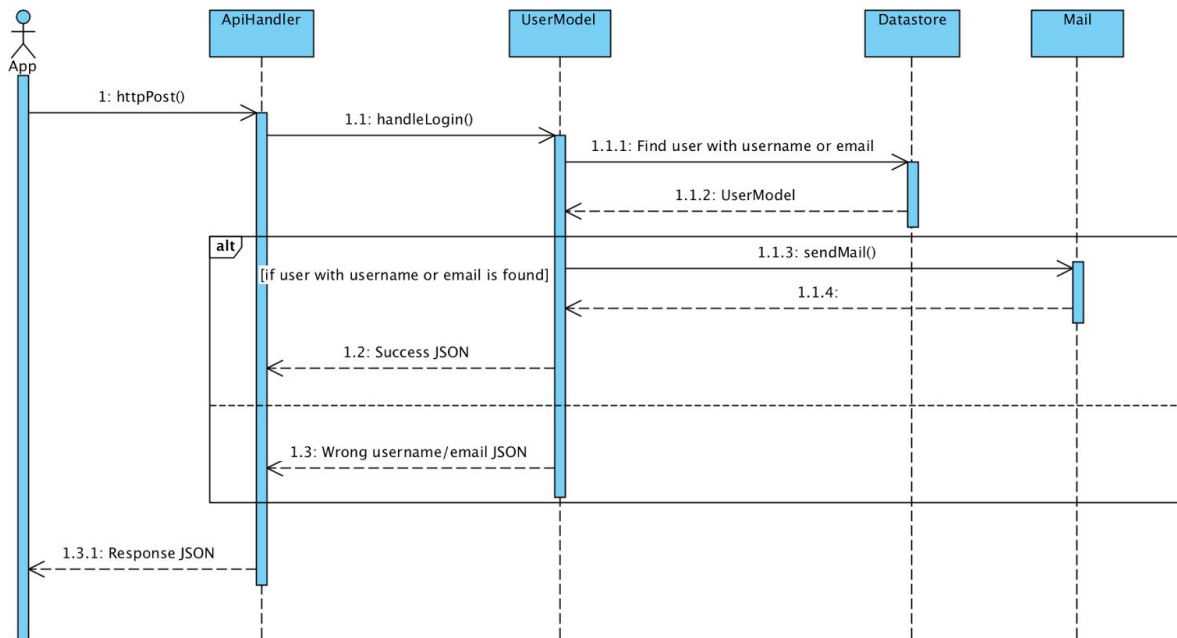 ApiHandler
UserModel
Datastore
Mail
App
1: httpPost()
1.1: handleLogin()
1.1.1: Find user with username or email
1.1.2: UserModel
alt
1.1.3: sendMail()
[if user with username or email is found]
1.1.4:
1.2: Success JSON
1.3: Wrong username/email JSON
1.3.1: Response JSON